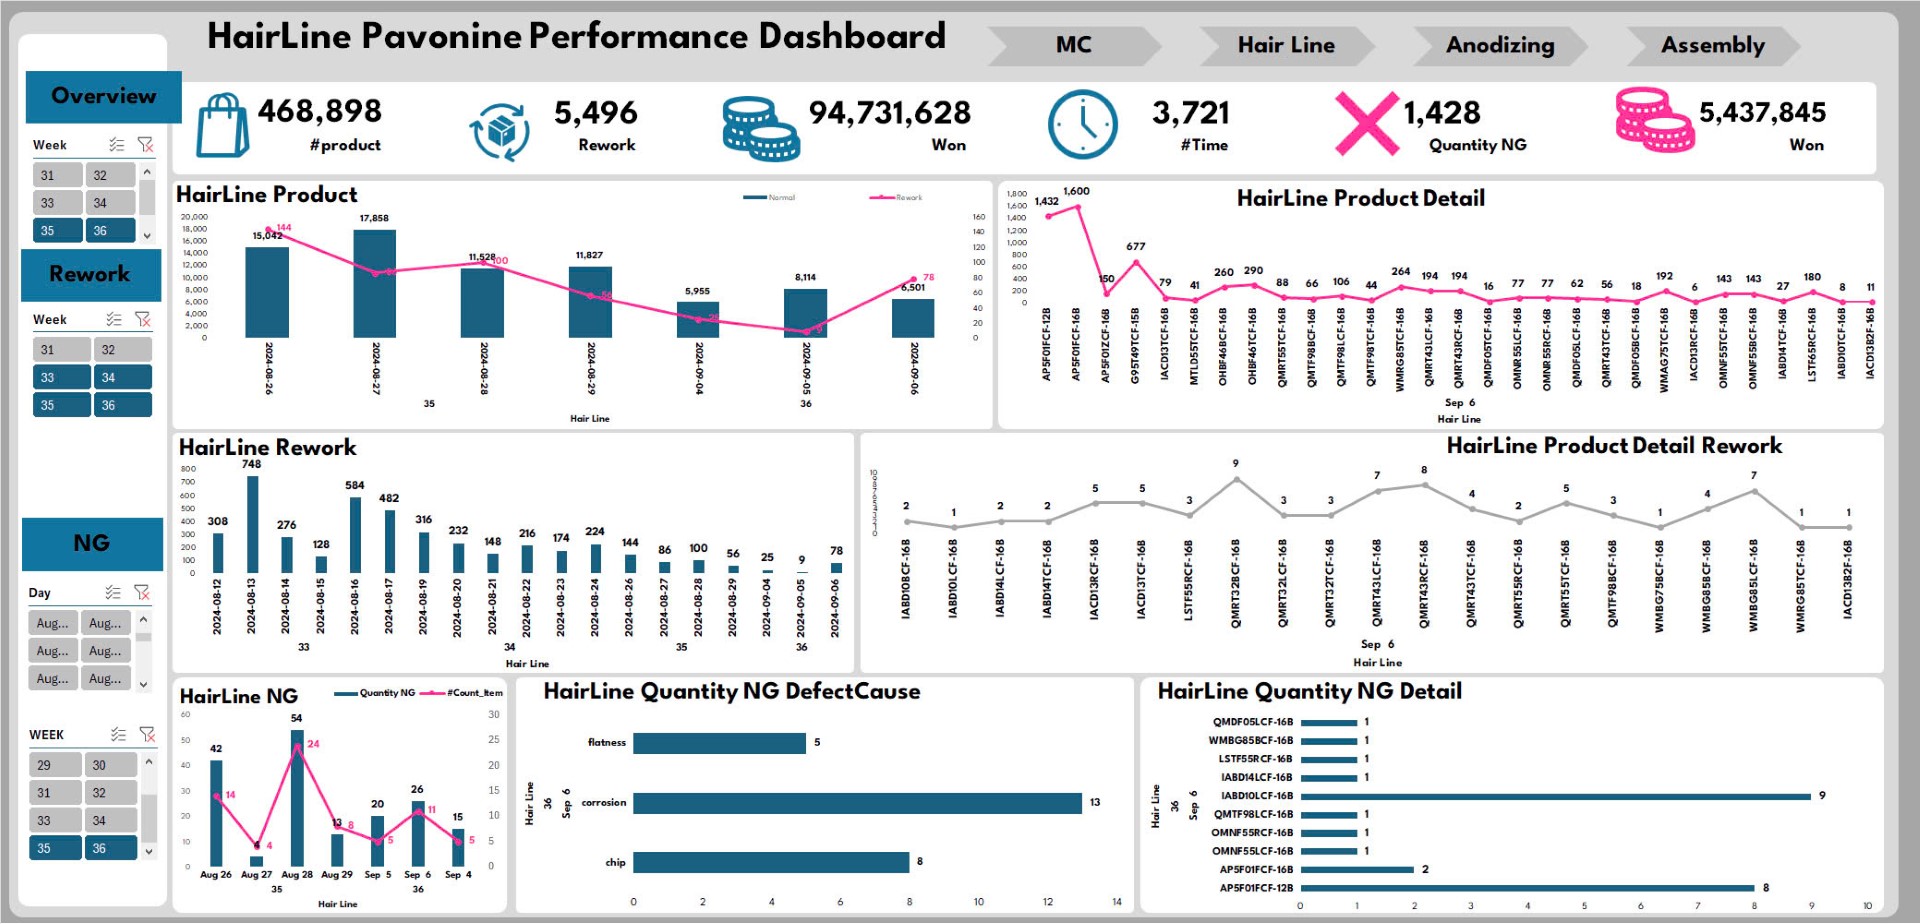 HairLine Pavonine Performance Dashboard
MC
Hair Line
Anodizing
Assembly
Overview
468,898
#product
5,496
Rework
94,731,628
Won
3,721
#Time
1,428
Quantity NG
5,437,845
Won
Week
31 32
33 34
35 36
Rework
Week
31 32
33 34
35 36
NG
Day
Aug... Aug...
Aug... Aug...
Aug... Aug...
WEEK
29 30
31 32
33 34
35 36
HairLine Product
Normal
Rework
20,000
18,000
16,000
14,000
12,000
10,000
8,000
6,000
4,000
2,000
0
15,042
17,858
11,528
11,827
5,955
8,114
6,501
144
100
9
78
160
140
120
100
80
60
40
20
0
2024-08-26
2024-08-27
2024-08-28
2024-08-29
2024-09-04
2024-09-05
2024-09-06
35
36
Hair Line
HairLine Product Detail
1,800
1,600
1,400
1,200
1,000
800
600
400
200
0
1,432
1,600
150
677
79
41
260
290
88
66
106
44
264
194
194
16
77
77
62
56
18
192
6
143
143
27
180
8
11
AP5F01FCF-12B
AP5F01FCF-16B
AP5F01ZCF-16B
G95T49TCF-15B
IACD13TCF-16B
MTLD55TCF-16B
OHBF46BCF-16B
OHBF46TCF-16B
QMRT55TCF-16B
QMTF98BCF-16B
QMTF98LCF-16B
QMTF98TCF-16B
WMRG85TCF-16B
QMRT43LCF-16B
QMRT43RCF-16B
QMDF05TCF-16B
OMNF55LCF-16B
OMNF55RCF-16B
QMDF05LCF-16B
QMRT43TCF-16B
QMDF05BCF-16B
WMAG75TCF-16B
IACD13RCF-16B
OMNF55TCF-16B
OMNF55BCF-16B
IABD14TCF-16B
LSTF65RCF-16B
IABD10TCF-16B
IACD13B2F-16B
Sep 6
Hair Line
HairLine Rework
800
700
600
500
400
300
200
100
0
308
748
276
128
584
482
316
232
148
216
174
224
144
86
100
56
25
9
78
2024-08-12
2024-08-13
2024-08-14
2024-08-15
2024-08-16
2024-08-17
2024-08-19
2024-08-20
2024-08-21
2024-08-22
2024-08-23
2024-08-24
2024-08-26
2024-08-27
2024-08-28
2024-08-29
2024-09-04
2024-09-05
2024-09-06
33
34
35
36
Hair Line
HairLine Product Detail Rework
2
1
2
2
5
5
3
9
3
3
7
8
4
2
5
3
1
4
7
1
1
IABD10BCF-16B
IABD10LCF-16B
IABD14LCF-16B
IABD14TCF-16B
IACD13RCF-16B
IACD13TCF-16B
LSTF55RCF-16B
QMRT32BCF-16B
QMRT32LCF-16B
QMRT32TCF-16B
QMRT43LCF-16B
QMRT43RCF-16B
QMRT43TCF-16B
QMRT55RCF-16B
QMRT55TCF-16B
QMTF98BCF-16B
WMBG75BCF-16B
WMBG85BCF-16B
WMBG85LCF-16B
WMRG85TCF-16B
IACD13B2F-16B
Sep 6
Hair Line
HairLine NG
Quantity NG
#Count_Item
60
50
40
30
20
10
0
42
4
54
13
20
26
15
14
4
24
8
5
11
5
30
25
20
15
10
5
0
Aug 26
Aug 27
Aug 28
Aug 29
Sep 5
Sep 6
Sep 4
35
36
Hair Line
HairLine Quantity NG DefectCause
Hair Line
36
Sep 6
flatness
5
corrosion
13
chip
8
0 2 4 6 8 10 12 14
HairLine Quantity NG Detail
Hair Line
36
Sep 6
QMDF05LCF-16B 1
WMBG85BCF-16B 1
LSTF55RCF-16B 1
IABD14LCF-16B 1
IABD10LCF-16B 9
QMTF98LCF-16B 1
OMNF55RCF-16B 1
OMNF55LCF-16B 1
AP5F01FCF-16B 2
AP5F01FCF-12B 8
0 1 2 3 4 5 6 7 8 9 10